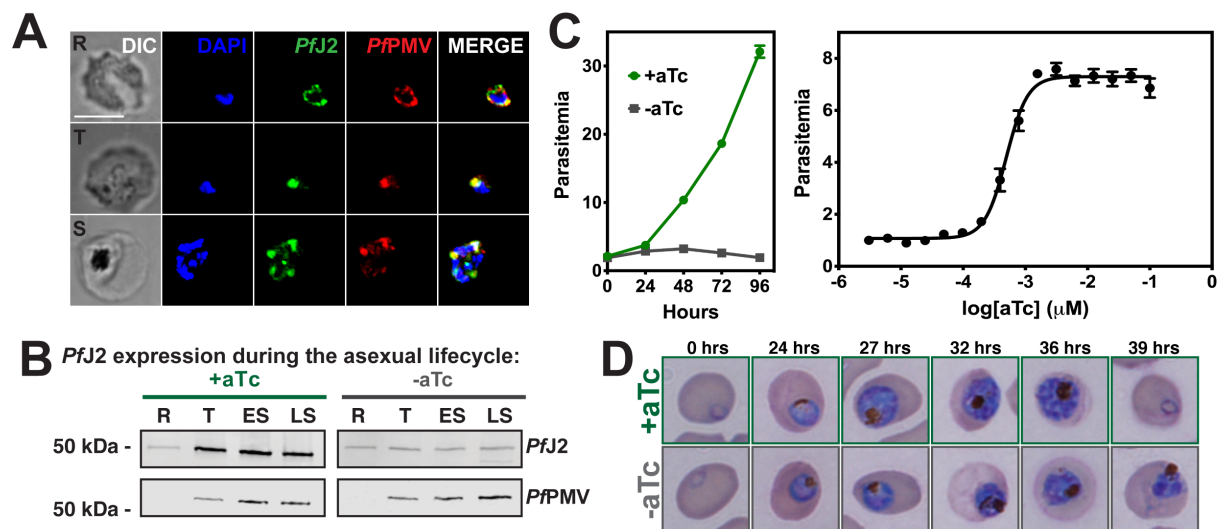 A
R
DIC
DAPI
PfJ2
PfPMV
MERGE
T
S
B
PfJ2 expression during the asexual lifecycle:
+aTc
-aTc
R T ES LS
R T ES LS
50 kDa -
PfJ2
50 kDa -
PfPMV
C
Parasitemia
30
20
10
0
+aTc
-aTc
0 24 48 72 96
Hours
Parasitemia
8
6
4
2
0
-6 -5 -4 -3 -2 -1 0
log[aTc] (μM)
D
0 hrs 24 hrs 27 hrs 32 hrs 36 hrs 39 hrs
+aTc
-aTc